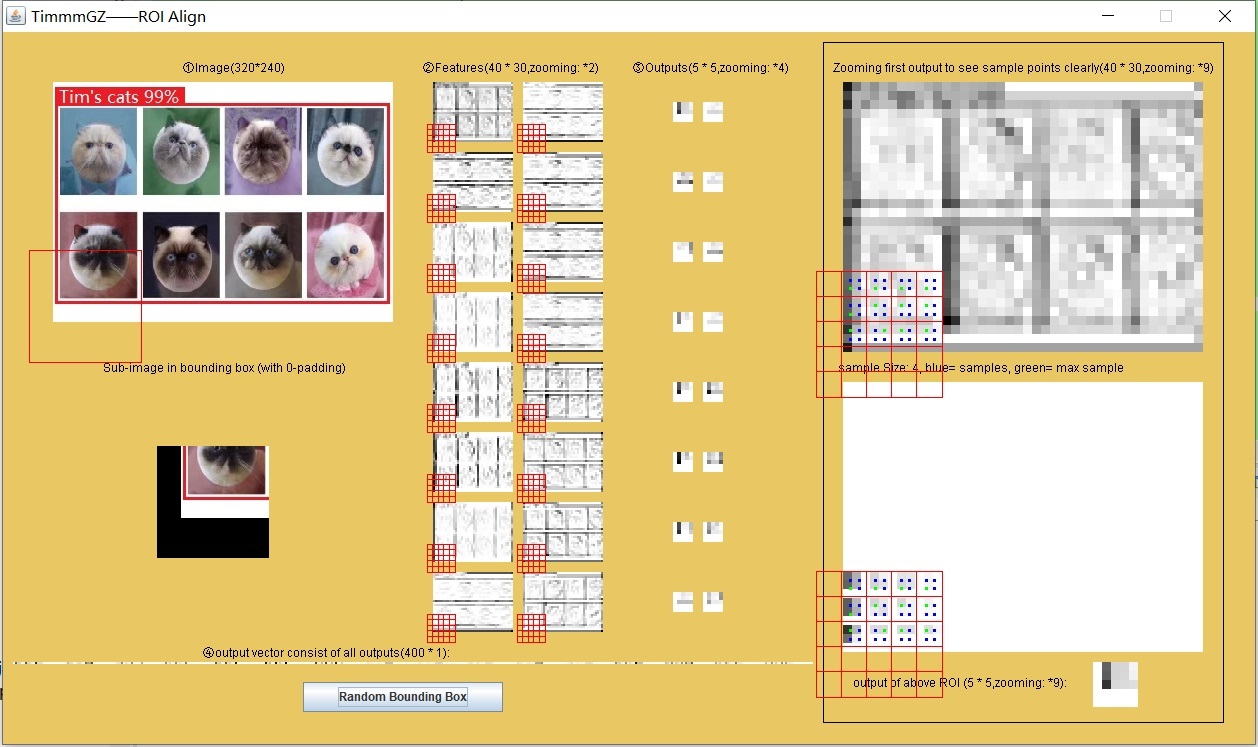 TimmmGZ——ROI Align
①Image(320*240)
②Features(40 * 30,zooming: *2)
③Outputs(5 * 5,zooming: *4)
Zooming first output to see sample points clearly(40 * 30,zooming: *9)
Tim's cats 99%
Sub-image in bounding box (with 0-padding)
sample Size: 4, blue= samples, green= max sample
④output vector consist of all outputs(400 * 1):
output of above ROI (5 * 5,zooming: *9):
Random Bounding Box